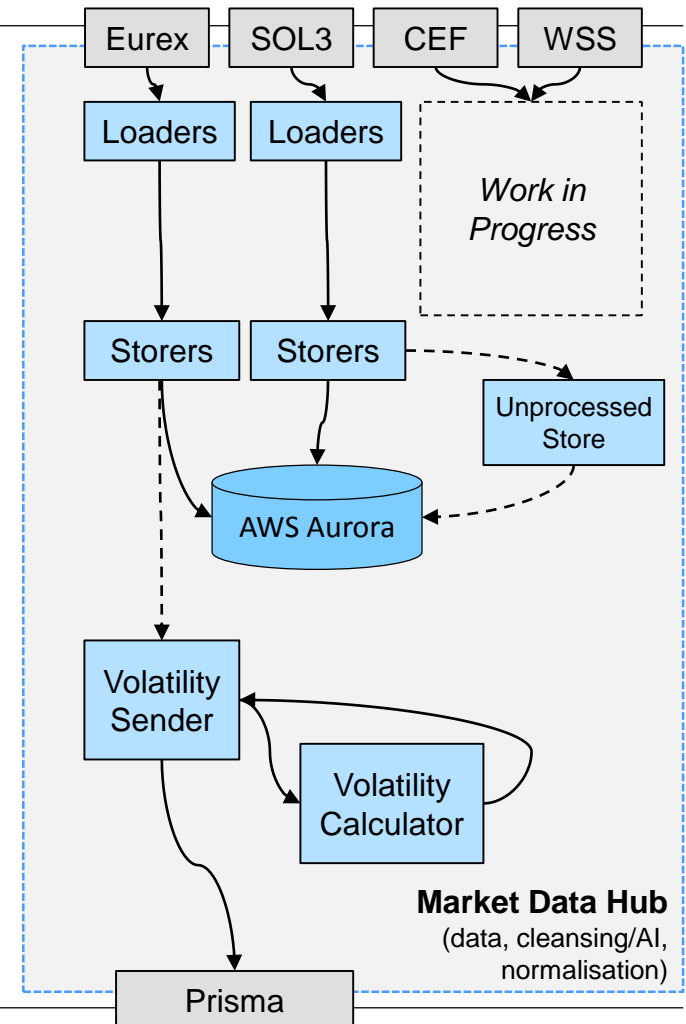 Eurex
SOL3
CEF
WSS
Loaders
Loaders
Work in
Progress
Storers
Storers
Unprocessed
Store
AWS Aurora
Volatility
Sender
Volatility
Calculator
Market Data Hub
(data, cleansing/AI,
normalisation)
Prisma